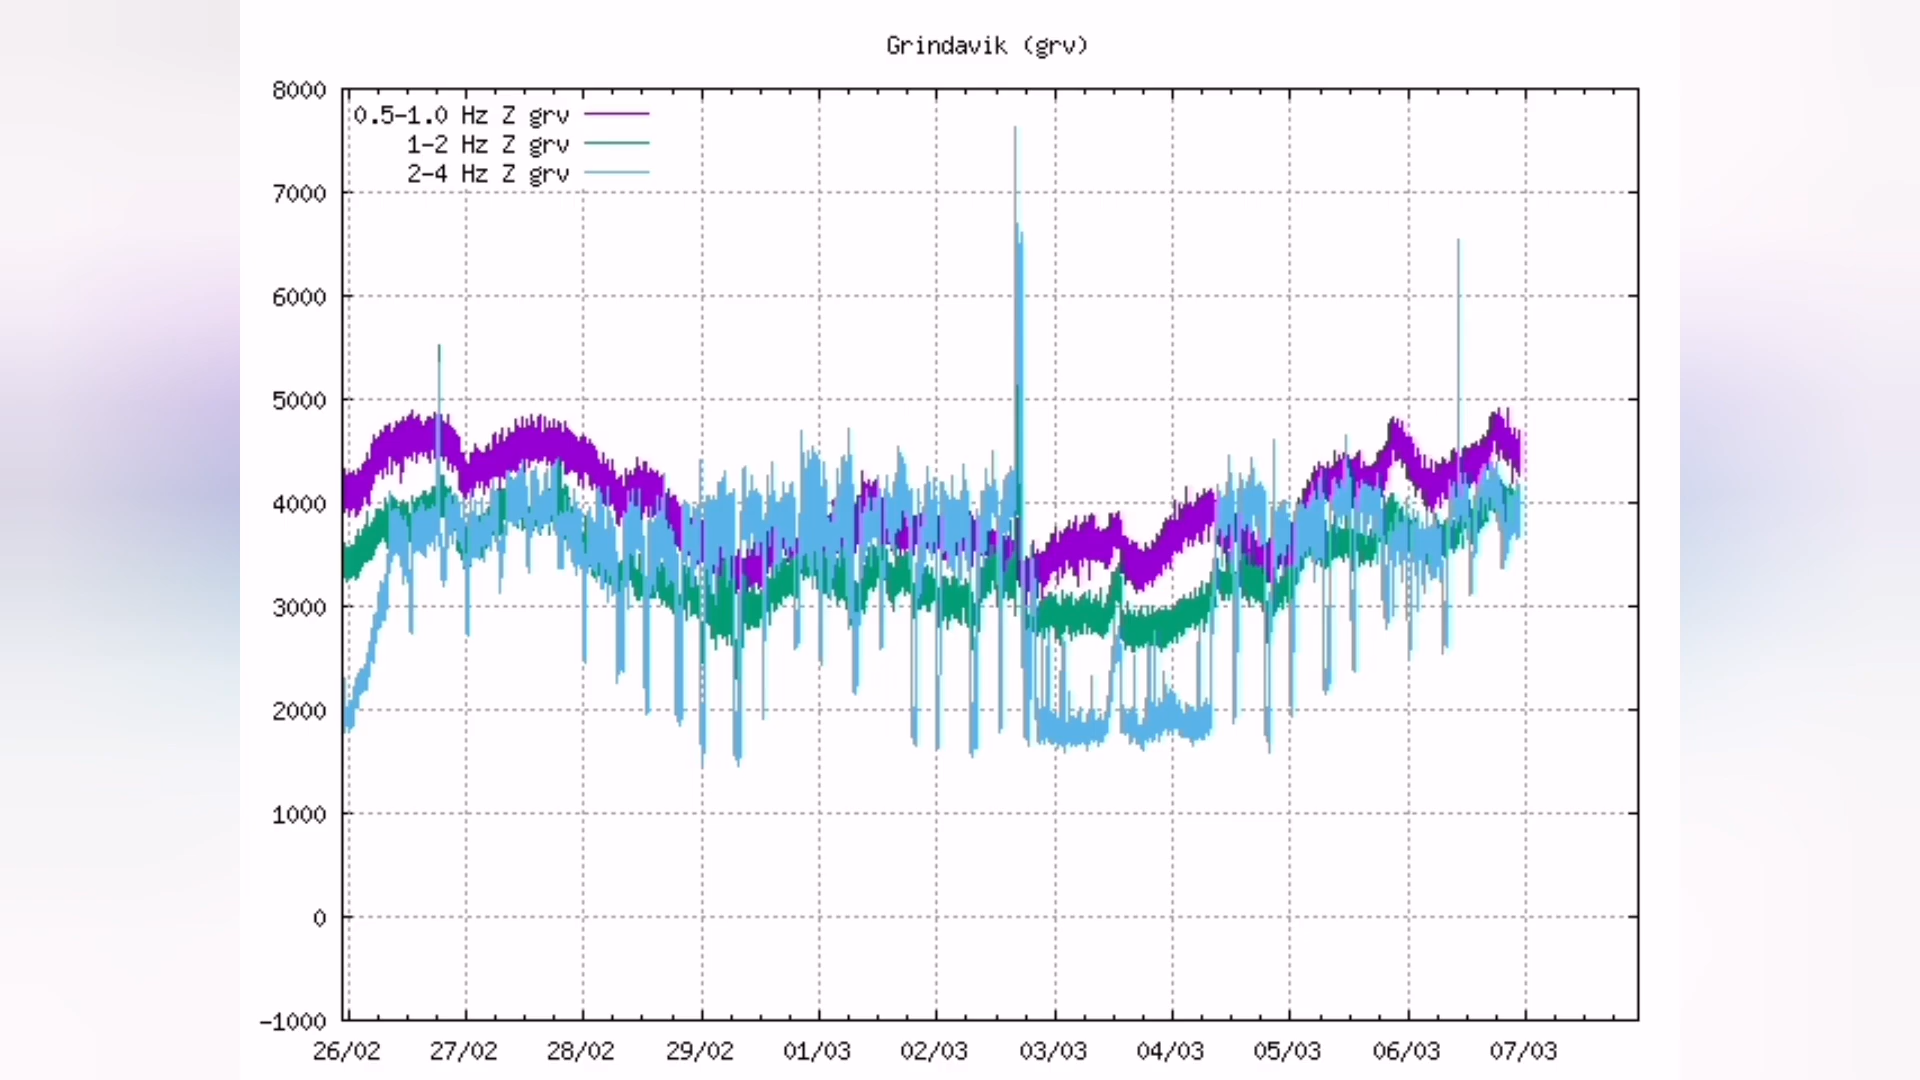 Grindavik (grv)
8000
0.5-1.0 Hz Z grv
1-2 Hz Z grv
2-4 Hz Z grv
7000
6000
5000
4000
3000
2000
1000
0
-1000
26/02 27/02 28/02 29/02 01/03 02/03 03/03 04/03 05/03 06/03 07/03